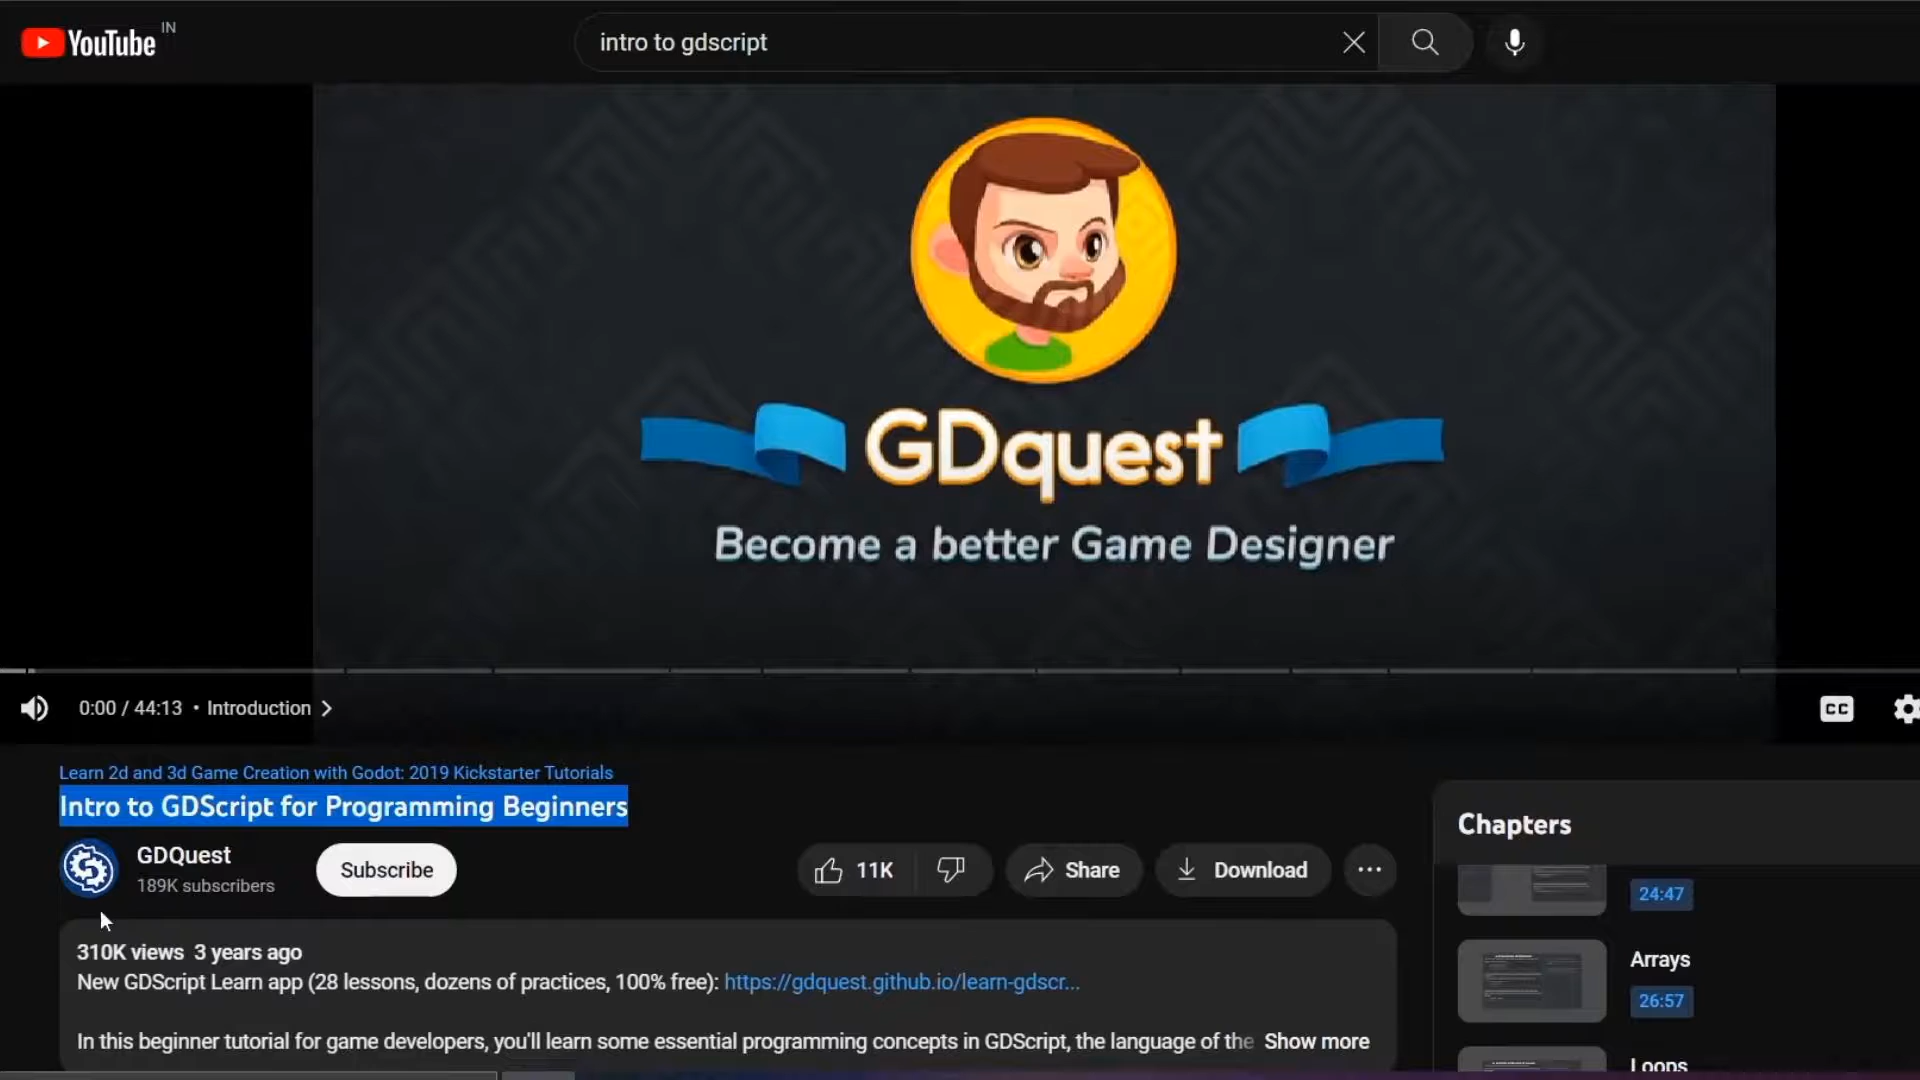 YouTube IN
intro to gdscript
GDquest
Become a better Game Designer
0:00 / 44:13 • Introduction
CC
Learn 2d and 3d Game Creation with Godot: 2019 Kickstarter Tutorials
Intro to GDScript for Programming Beginners
GDQuest
189K subscribers
Subscribe
11K
Share
Download
310K views 3 years ago
New GDScript Learn app (28 lessons, dozens of practices, 100% free): https://gdquest.github.io/learn-gdscr...
In this beginner tutorial for game developers, you'll learn some essential programming concepts in GDScript, the language of the Show more
Chapters
24:47
Arrays
26:57
Loops